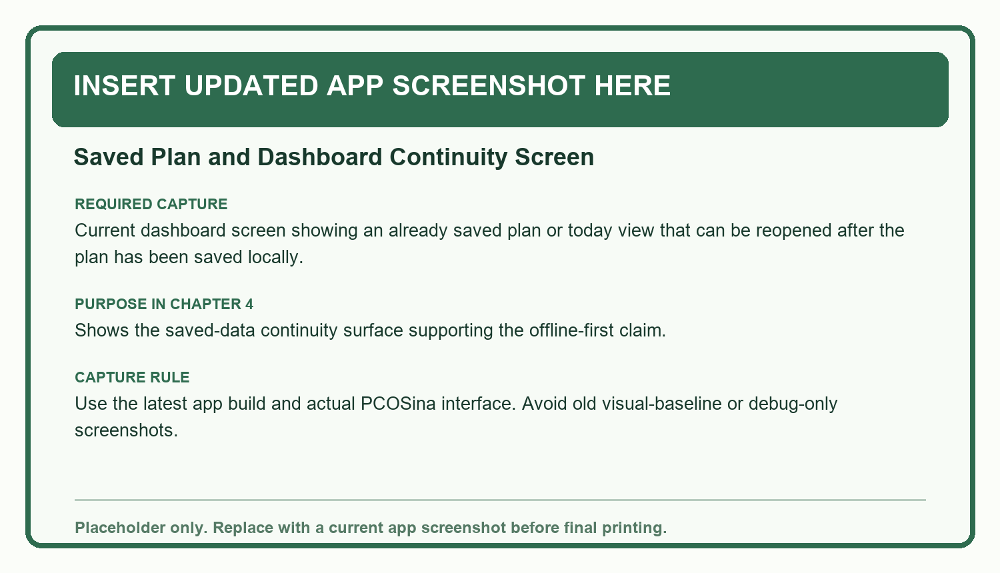 INSERT UPDATED APP SCREENSHOT HERE
Saved Plan and Dashboard Continuity Screen
REQUIRED CAPTURE
Current dashboard screen showing an already saved plan or today view that can be reopened after the
plan has been saved locally.
PURPOSE IN CHAPTER 4
Shows the saved-data continuity surface supporting the offline-first claim.
CAPTURE RULE
Use the latest app build and actual PCOSina interface. Avoid old visual-baseline or debug-only
screenshots.
Placeholder only. Replace with a current app screenshot before final printing.